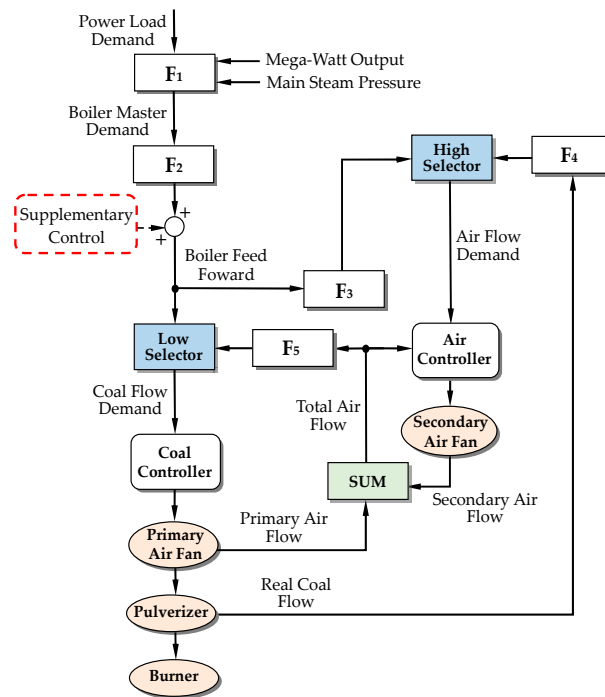 Power Load
Demand
F1
Mega-Watt Output
Main Steam Pressure
Boiler Master
Demand
F2
High
Selector
F4
Supplementary
Control
+
+
Boiler Feed
Foward
Air Flow
Demand
F3
Low
Selector
F5
Air
Controller
Coal Flow
Demand
Total Air
Flow
Secondary
Air Fan
Coal
Controller
SUM
Secondary Air
Flow
Primary Air
Flow
Primary
Air Fan
Real Coal
Flow
Pulverizer
Burner